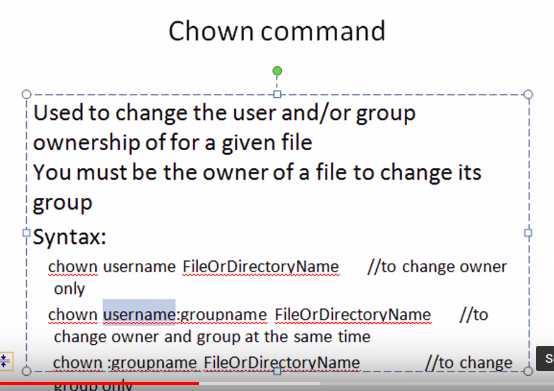 Chown command
Used to change the user and/or group
ownership of for a given file
You must be the owner of a file to change its
group
Syntax:
chown username FileOrDirectoryName //to change owner
only
chown username:groupname FileOrDirectoryName //to
change owner and group at the same time
chown :groupname FileOrDirectoryName //to change
group only